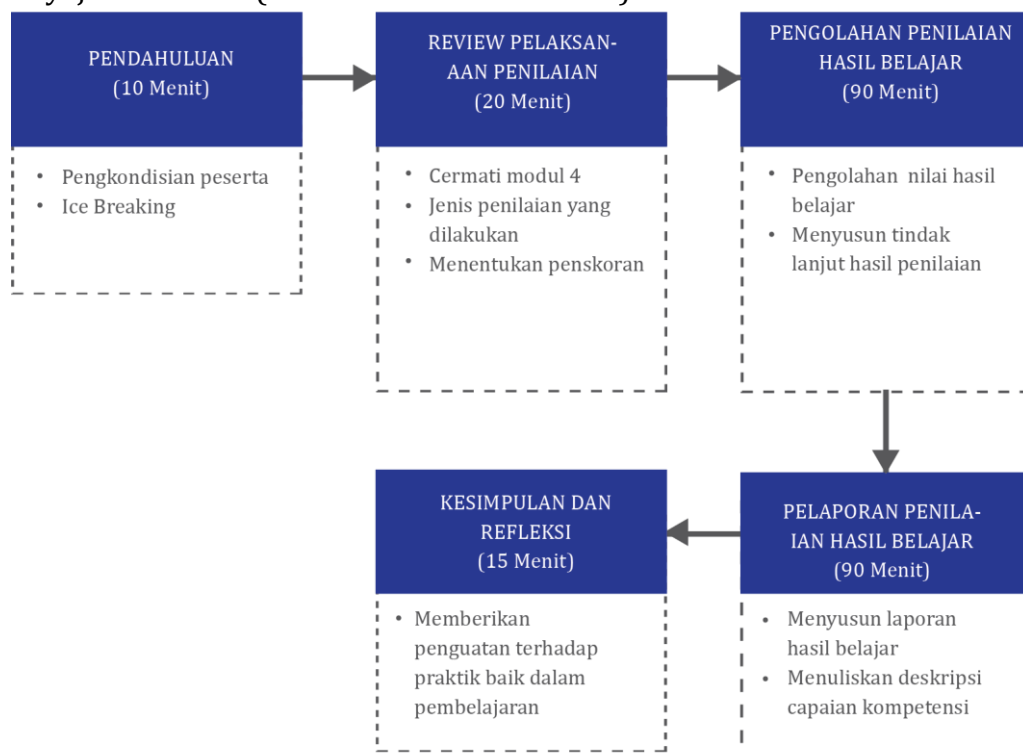 PENDAHULUAN
(10 Menit)
• Pengkondisian peserta
• Ice Breaking
REVIEW PELAKSAN-
AAN PENILAIAN
(20 Menit)
• Cermati modul 4
• Jenis penilaian yang
dilakukan
• Menentukan penskoran
PENGOLAHAN PENILAIAN
HASIL BELAJAR
(90 Menit)
• Pengolahan nilai hasil
belajar
• Menyusun tindak
lanjut hasil penilaian
PELAPORAN PENILA-
IAN HASIL BELAJAR
(90 Menit)
• Menyusun laporan
hasil belajar
• Menuliskan deskripsi
capaian kompetensi
KESIMPULAN DAN
REFLEKSI
(15 Menit)
• Memberikan
penguatan terhadap
praktik baik dalam
pembelajaran